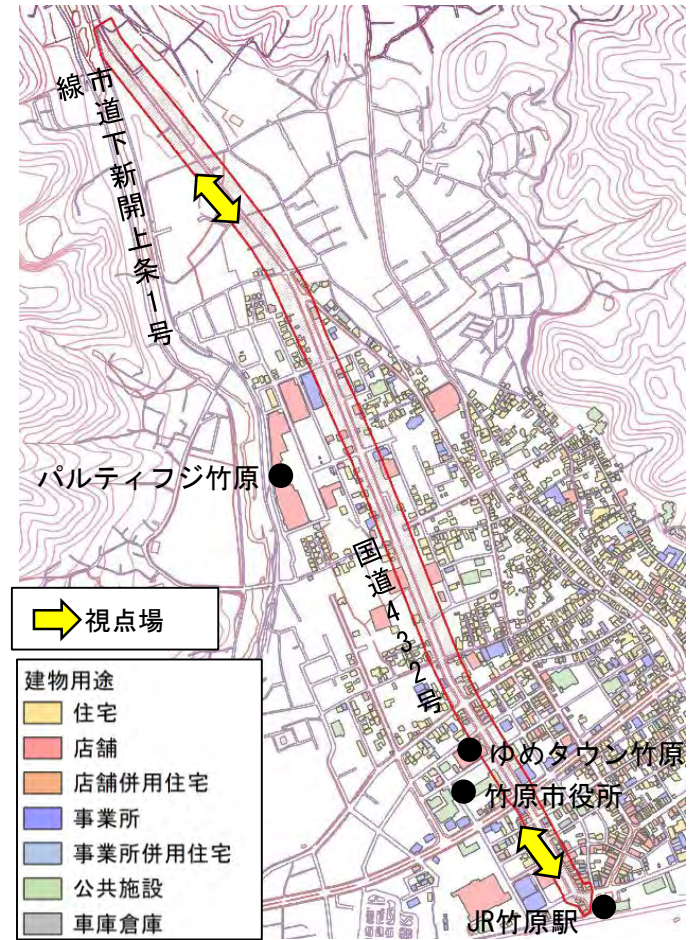 市道下新開上条1号
線
パルティフジ竹原
国道432号
視点場
建物用途
住宅
店舗
店舗併用住宅
事業所
事業所併用住宅
公共施設
車庫倉庫
ゆめタウン竹原
竹原市役所
JR竹原駅